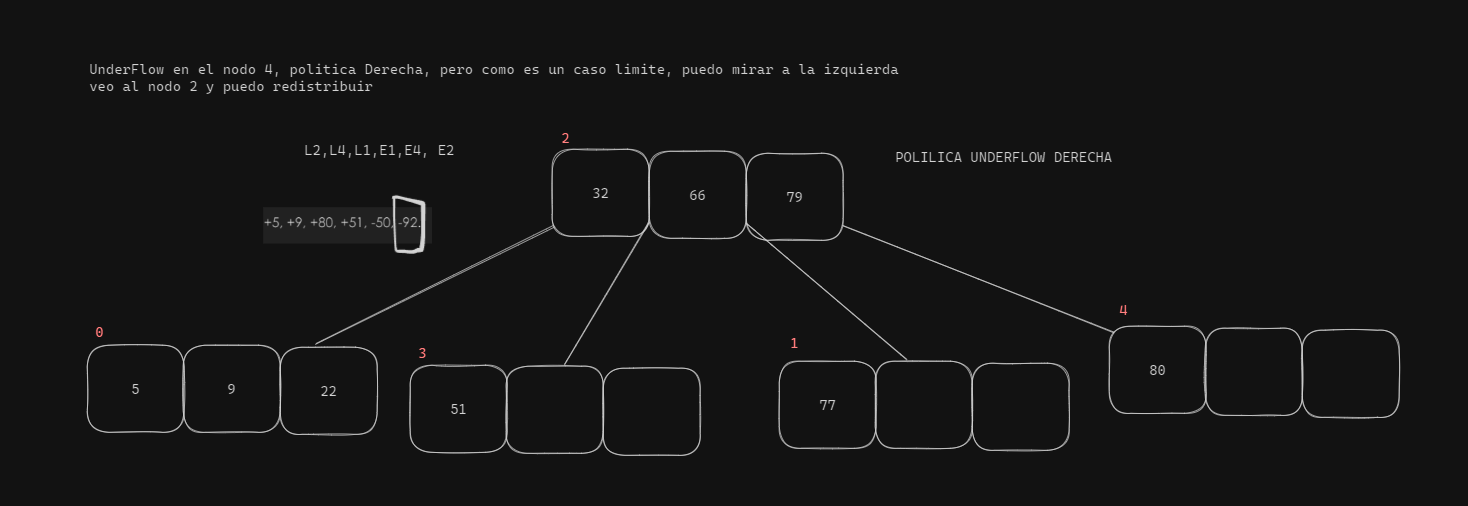 UnderFlow en el nodo 4, politica Derecha, pero como es un caso limite, puedo mirar a la izquierda
veo al nodo 2 y puedo redistribuir
2
L2,L4,L1,E1,E4, E2
POLILICA UNDERFLOW DERECHA
32 66 79
+5, +9, +80, +51, -50, -92.
4
0
1
3
80
5 9 22
77
51